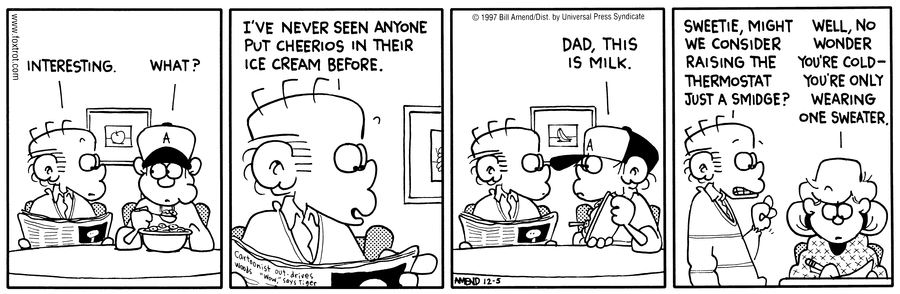 www.foxtrot.com
INTERESTING.
WHAT?
A
I'VE NEVER SEEN ANYONE
PUT CHEERIOS IN THEIR
ICE CREAM BEFORE.
Cartoonist out-drives
Woods "Wow," says Tiger
© 1997 Bill Amend/Dist. by Universal Press Syndicate
DAD, THIS
IS MILK.
A
AMEND 12-5
SWEETIE, MIGHT
WE CONSIDER
RAISING THE
THERMOSTAT
JUST A SMIDGE?
WELL, NO
WONDER
YOU'RE COLD–
YOU'RE ONLY
WEARING
ONE SWEATER.